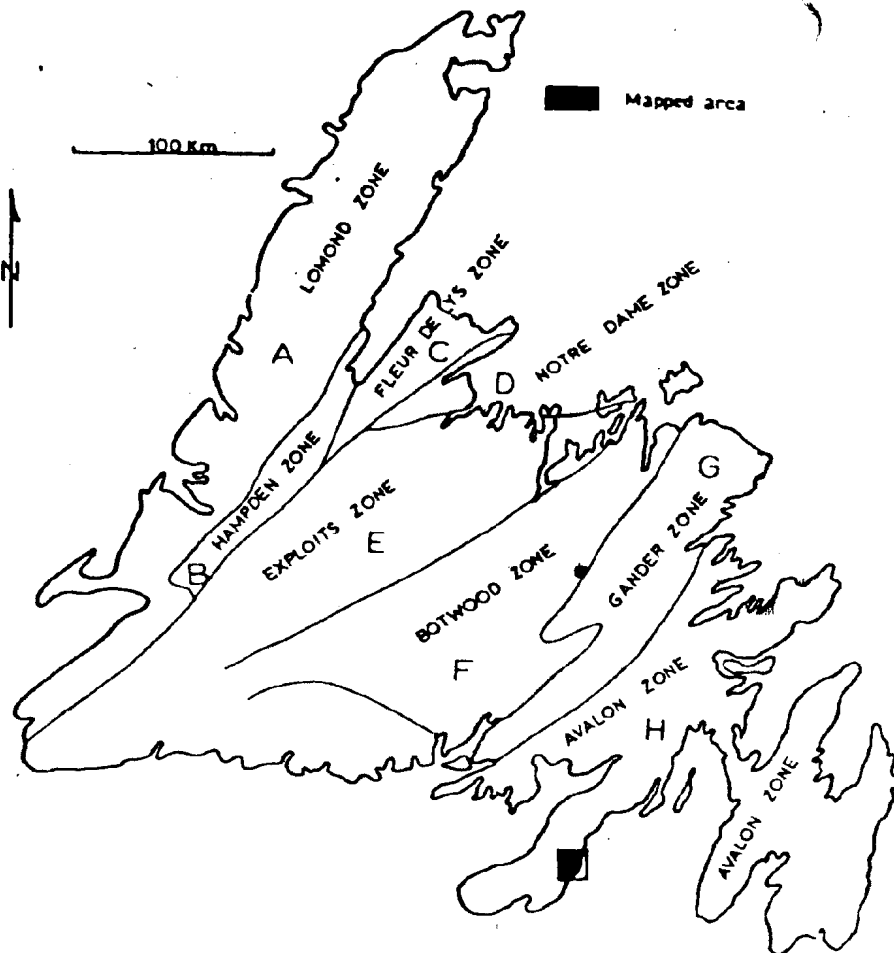 Mapped area
100 Km
N
LOMOND ZONE
A
FLEUR DE LYS ZONE
C
NOTRE DAME ZONE
D
HAMPDEN ZONE
B
EXPLOITS ZONE
E
G
GANDER ZONE
BOTWOOD ZONE
F
AVALON ZONE
H
AVALON ZONE